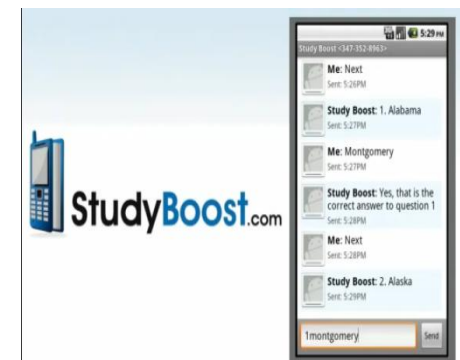 5:29 PM
Study Boost <347-352-8963>
Me: Next
Sent: 5:26PM
Study Boost: 1. Alabama
Sent: 5:27PM
Me: Montgomery
Sent: 5:27PM
Study Boost: Yes, that is the
correct answer to question 1
Sent: 5:28PM
Me: Next
Sent: 5:28PM
Study Boost: 2. Alaska
Sent: 5:29PM
1montgomery
Send
StudyBoost.com